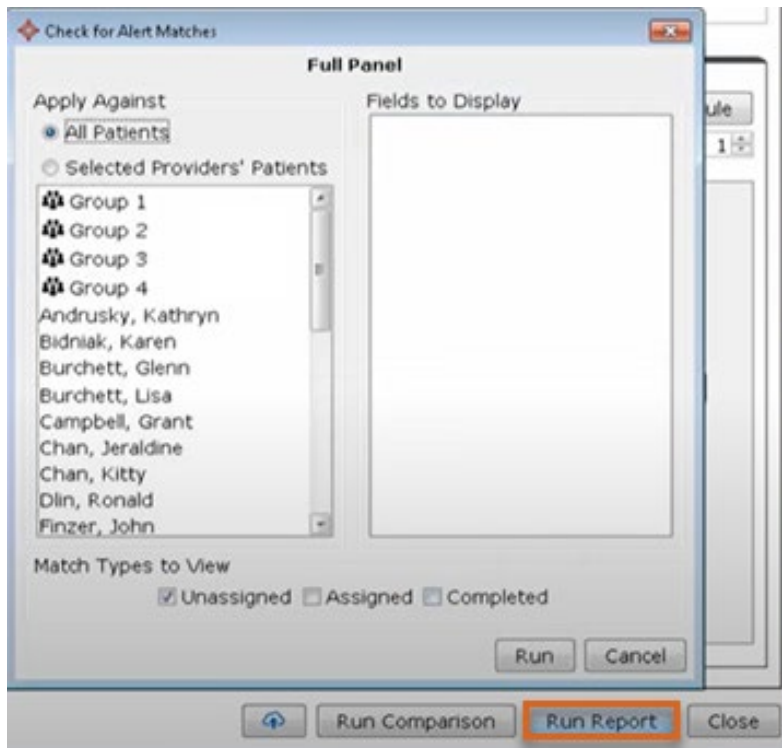 Check for Alert Matches
Full Panel
Apply Against
All Patients
Selected Providers' Patients
Group 1
Group 2
Group 3
Group 4
Andrusky, Kathryn
Bidniak, Karen
Burchett, Glenn
Burchett, Lisa
Campbell, Grant
Chan, Jeraldine
Chan, Kitty
Dlin, Ronald
Finzer, John
Fields to Display
ule
1
Match Types to View
Unassigned Assigned Completed
Run Cancel
Run Comparison Run Report Close